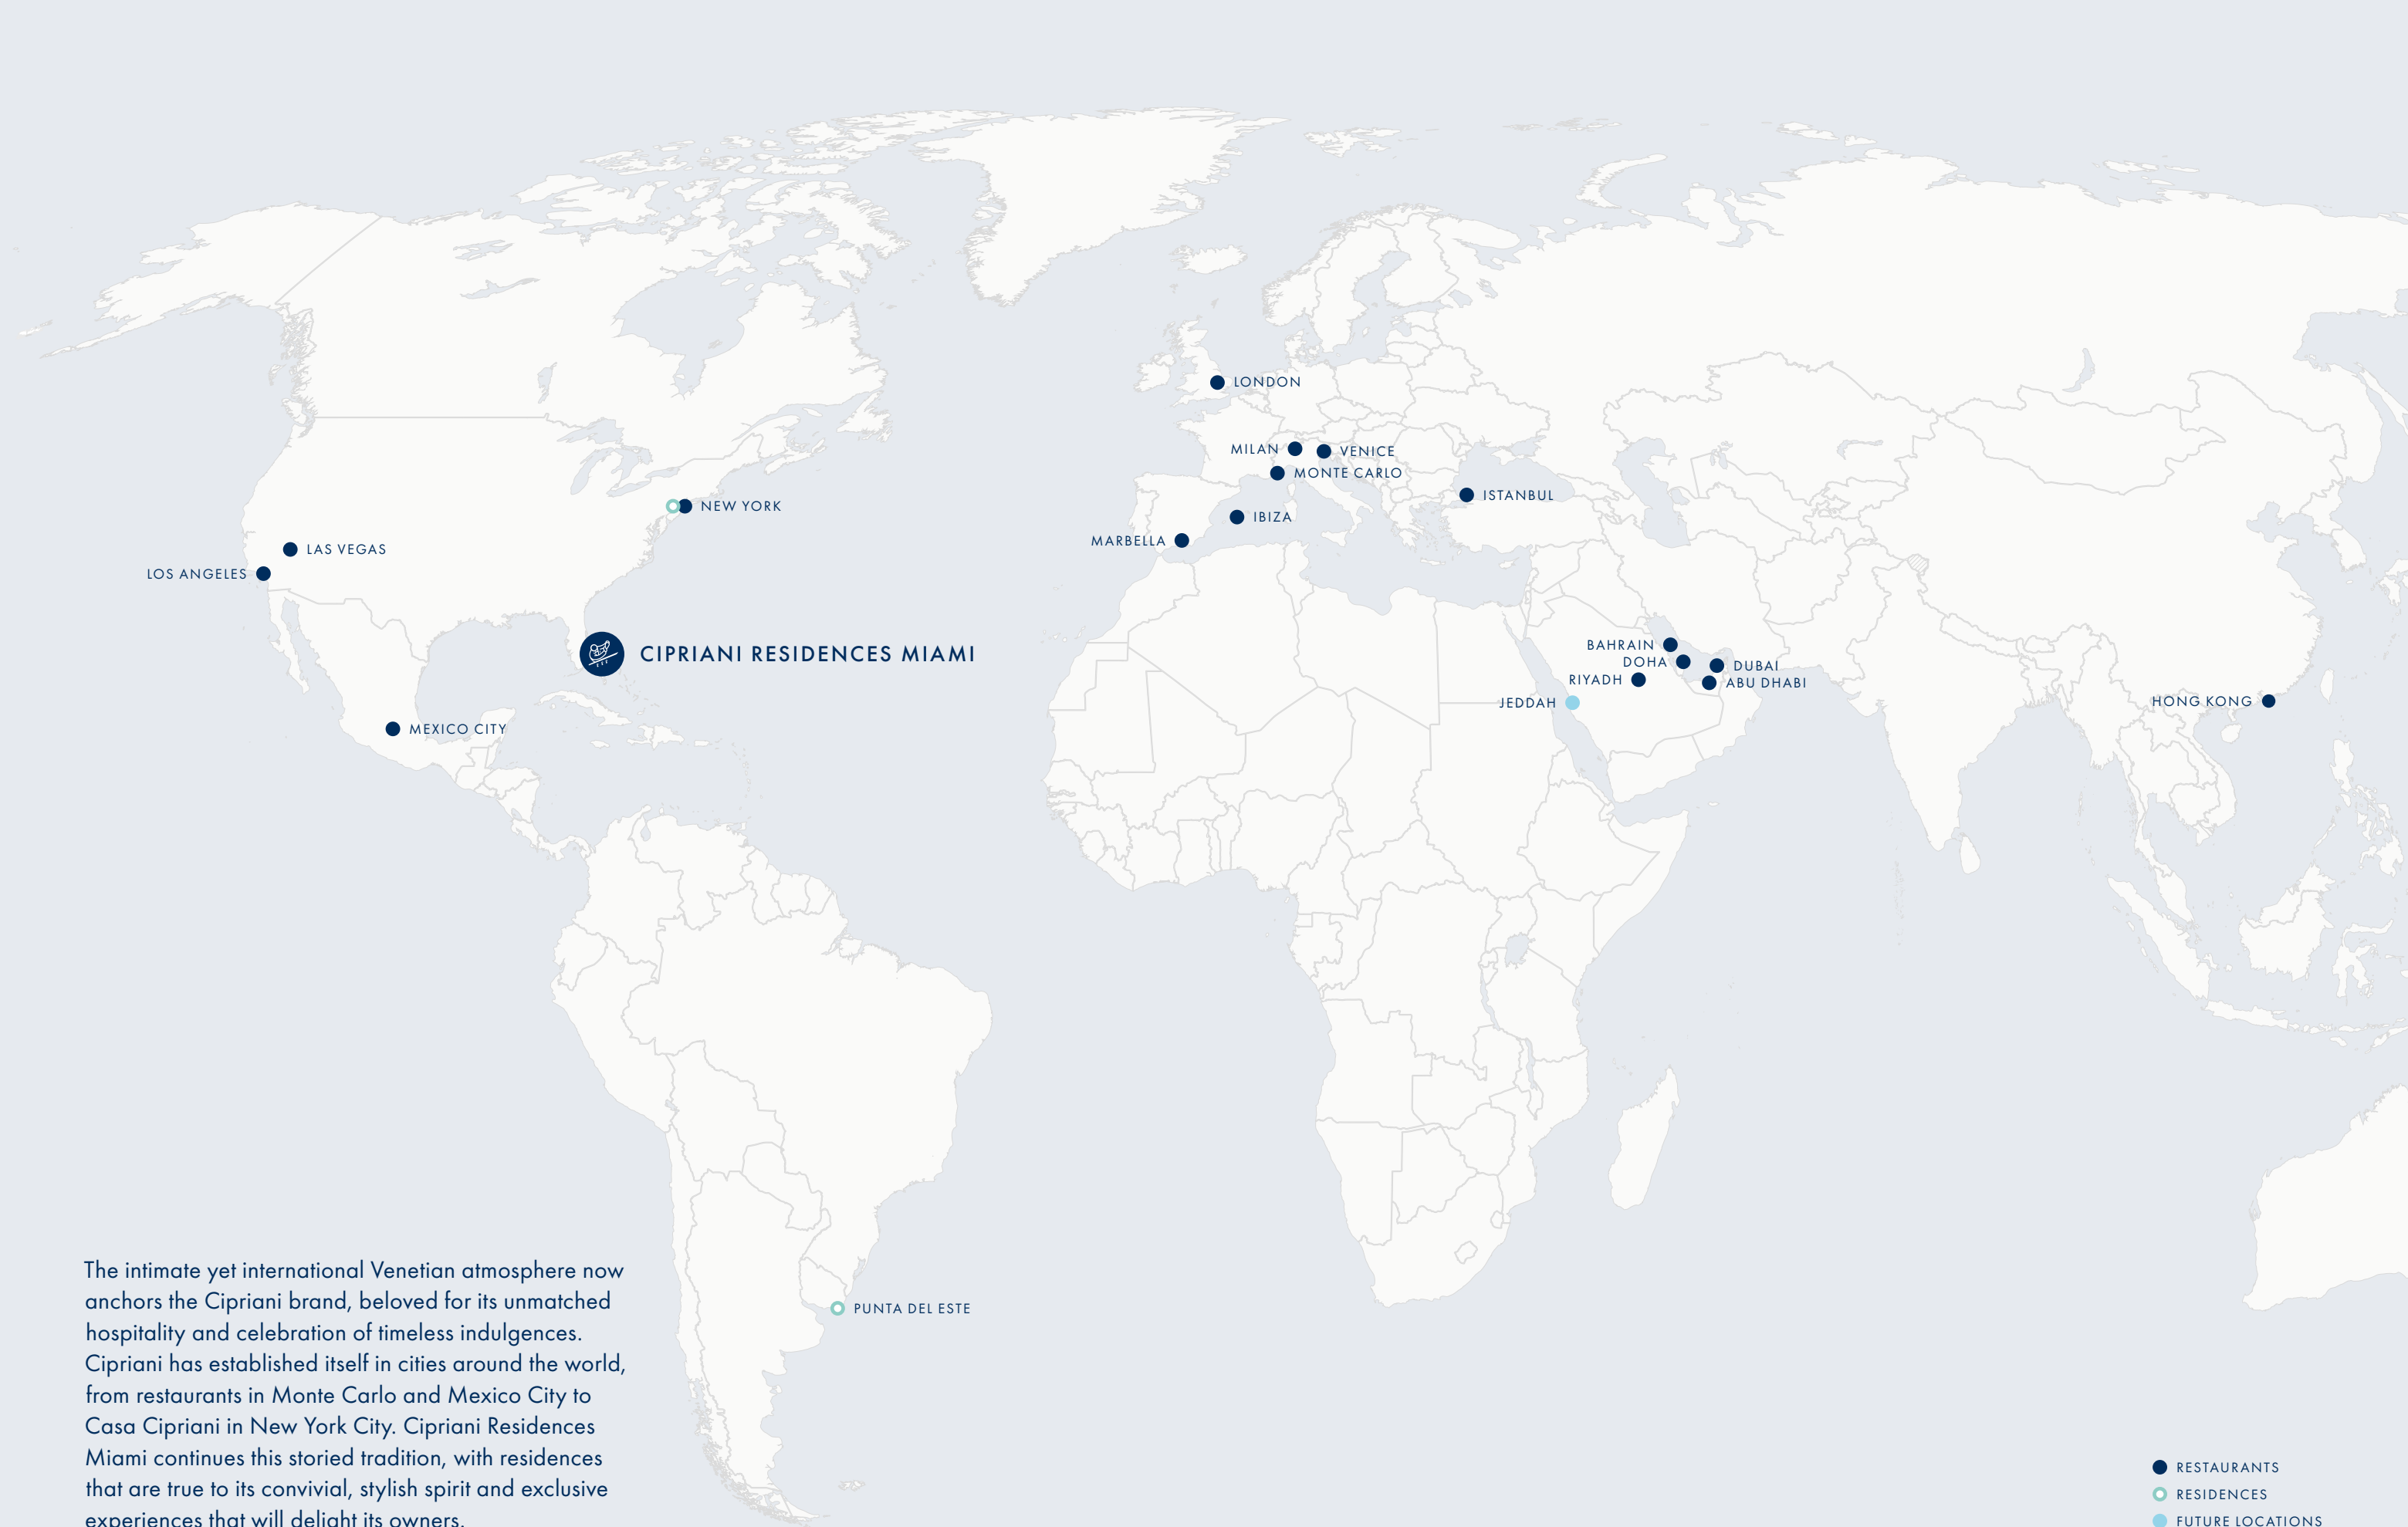 LONDON
MILAN
VENICE
MONTE CARLO
NEW YORK
ISTANBUL
IBIZA
MARBELLA
LAS VEGAS
LOS ANGELES
CIPRIANI RESIDENCES MIAMI
BAHRAIN
DOHA
DUBAI
RIYADH
ABU DHABI
JEDDAH
HONG KONG
MEXICO CITY
PUNTA DEL ESTE
The intimate yet international Venetian atmosphere now
anchors the Cipriani brand, beloved for its unmatched
hospitality and celebration of timeless indulgences.
Cipriani has established itself in cities around the world,
from restaurants in Monte Carlo and Mexico City to
Casa Cipriani in New York City. Cipriani Residences
Miami continues this storied tradition, with residences
that are true to its convivial, stylish spirit and exclusive
experiences that will delight its owners.
RESTAURANTS
RESIDENCES
FUTURE LOCATIONS